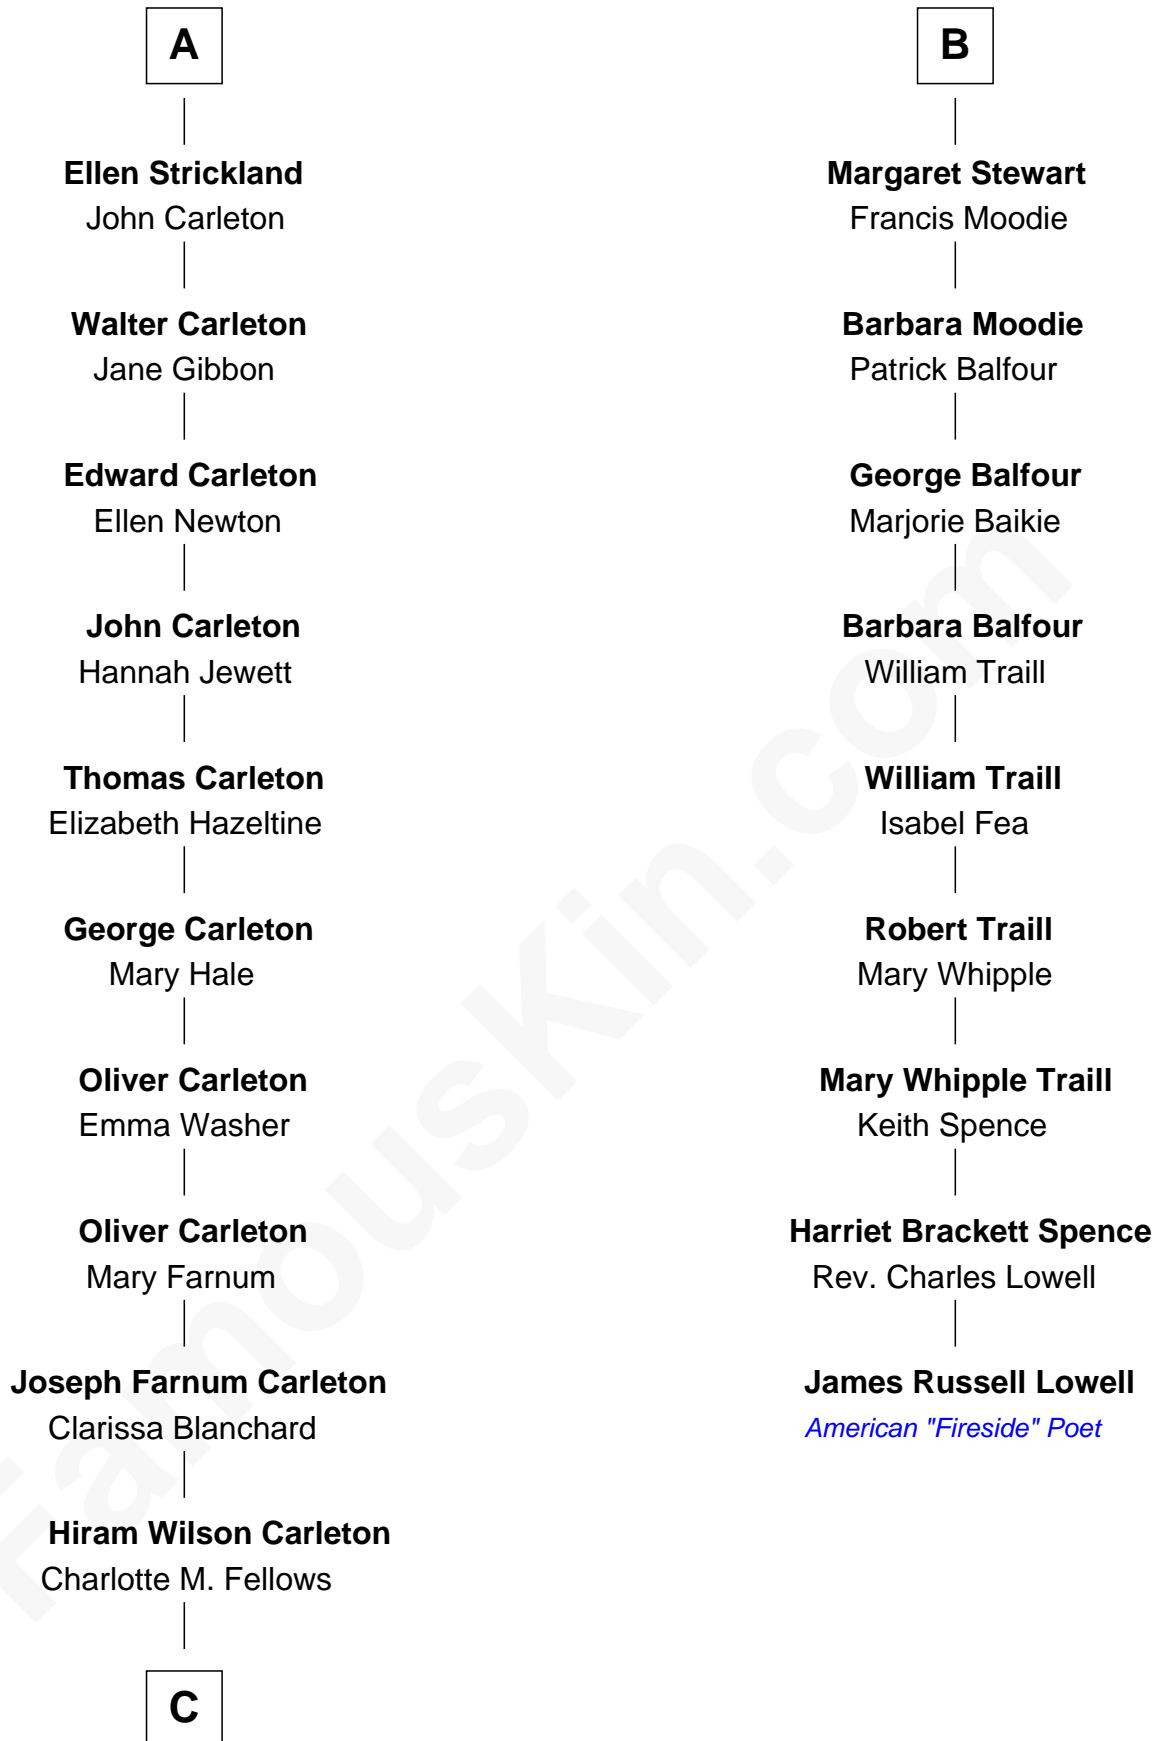 A
Ellen Strickland
John Carleton
Walter Carleton
Jane Gibbon
Edward Carleton
Ellen Newton
John Carleton
Hannah Jewett
Thomas Carleton
Elizabeth Hazeltine
George Carleton
Mary Hale
Oliver Carleton
Emma Washer
Oliver Carleton
Mary Farnum
Joseph Farnum Carleton
Clarissa Blanchard
Hiram Wilson Carleton
Charlotte M. Fellows
C
B
Margaret Stewart
Francis Moodie
Barbara Moodie
Patrick Balfour
George Balfour
Marjorie Baikie
Barbara Balfour
William Traill
William Traill
Isabel Fea
Robert Traill
Mary Whipple
Mary Whipple Traill
Keith Spence
Harriet Brackett Spence
Rev. Charles Lowell
James Russell Lowell
American "Fireside" Poet
FamousKin.com